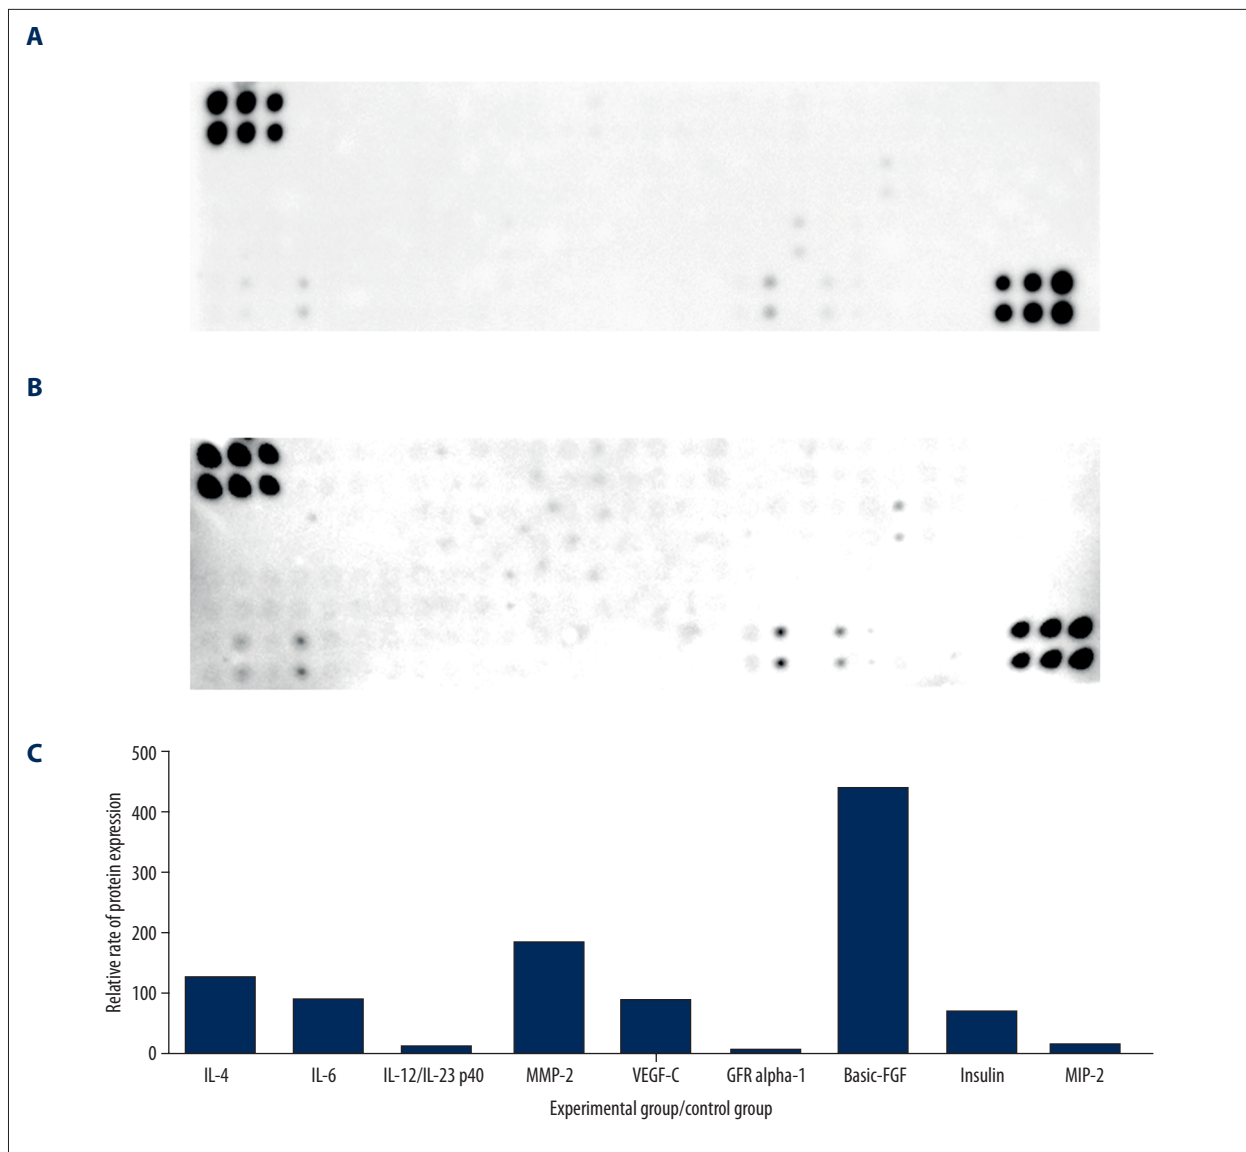 A
B
C
500
400
300
200
100
0
Relative rate of protein expression
IL-4 IL-6 IL-12/IL-23 p40 MMP-2 VEGF-C GFR alpha-1 Basic-FGF Insulin MIP-2
Experimental group/control group